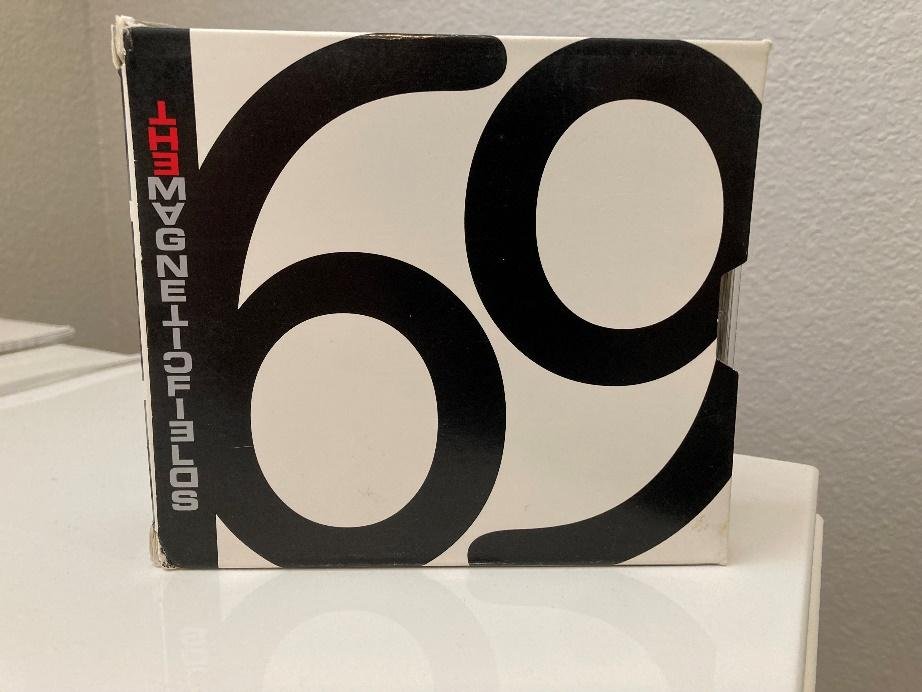 THE MAGNETIC FIELDS
69